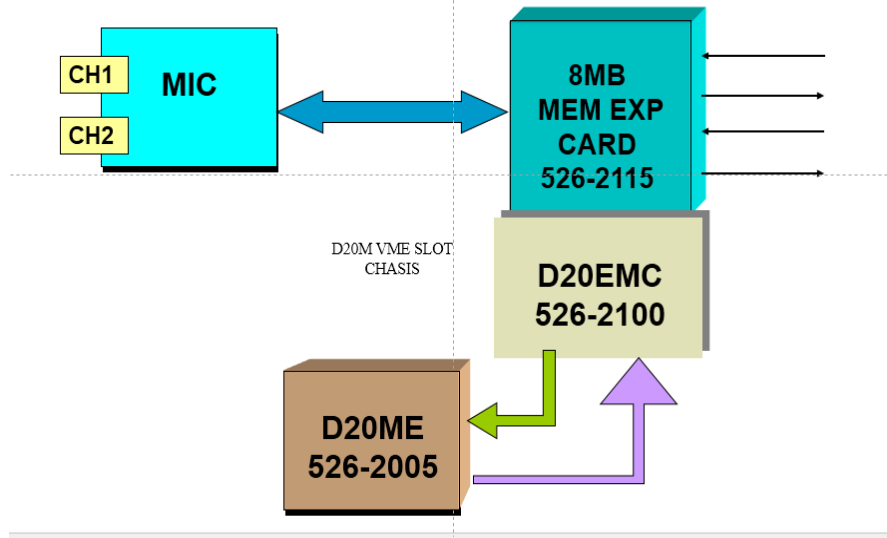 CH1
MIC
CH2
8MB
MEM EXP
CARD
526-2115
D20M VME SLOT
CHASIS
D20EMC
526-2100
D20ME
526-2005